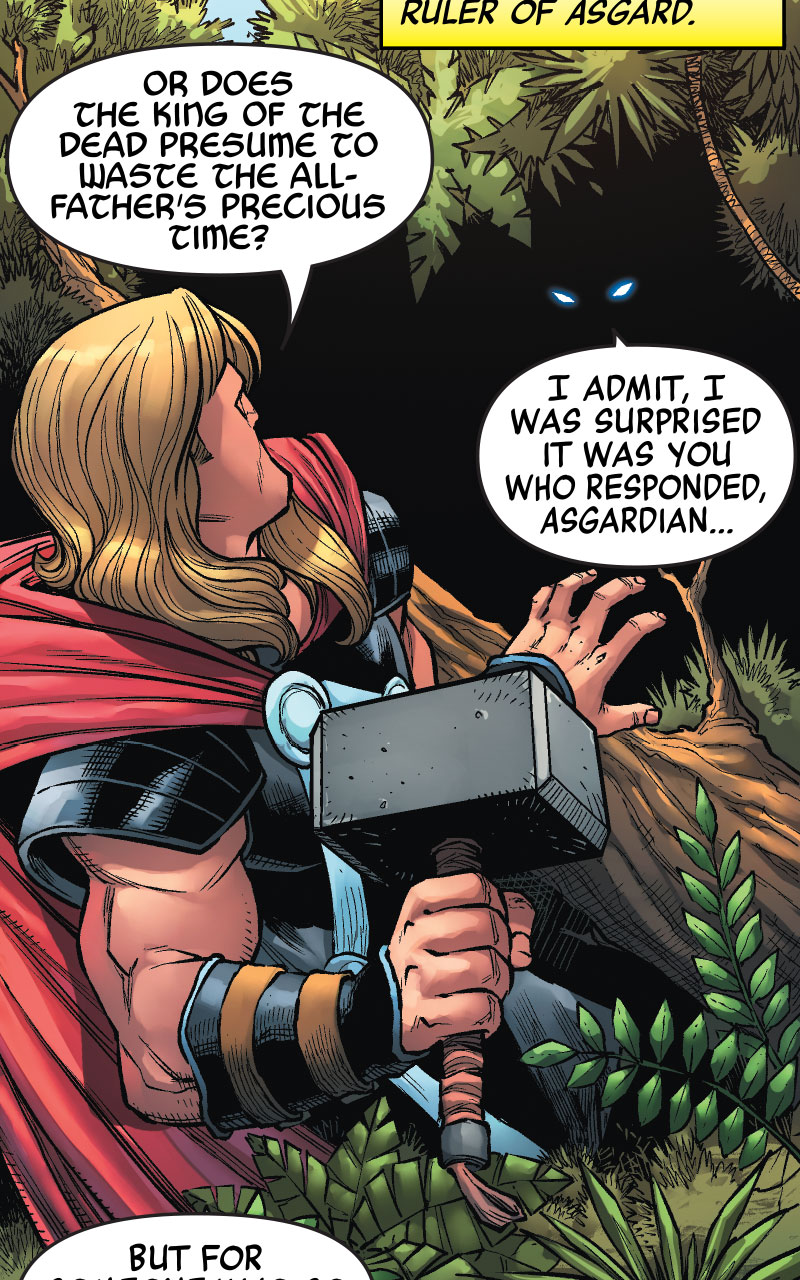 RULER OF ASGARD.
OR DOES
THE KING OF THE
DEAD PRESUME TO
WASTE THE ALL-
FATHER'S PRECIOUS
TIME?
I ADMIT, I
WAS SURPRISED
IT WAS YOU
WHO RESPONDED,
ASGARDIAN...
BUT FOR